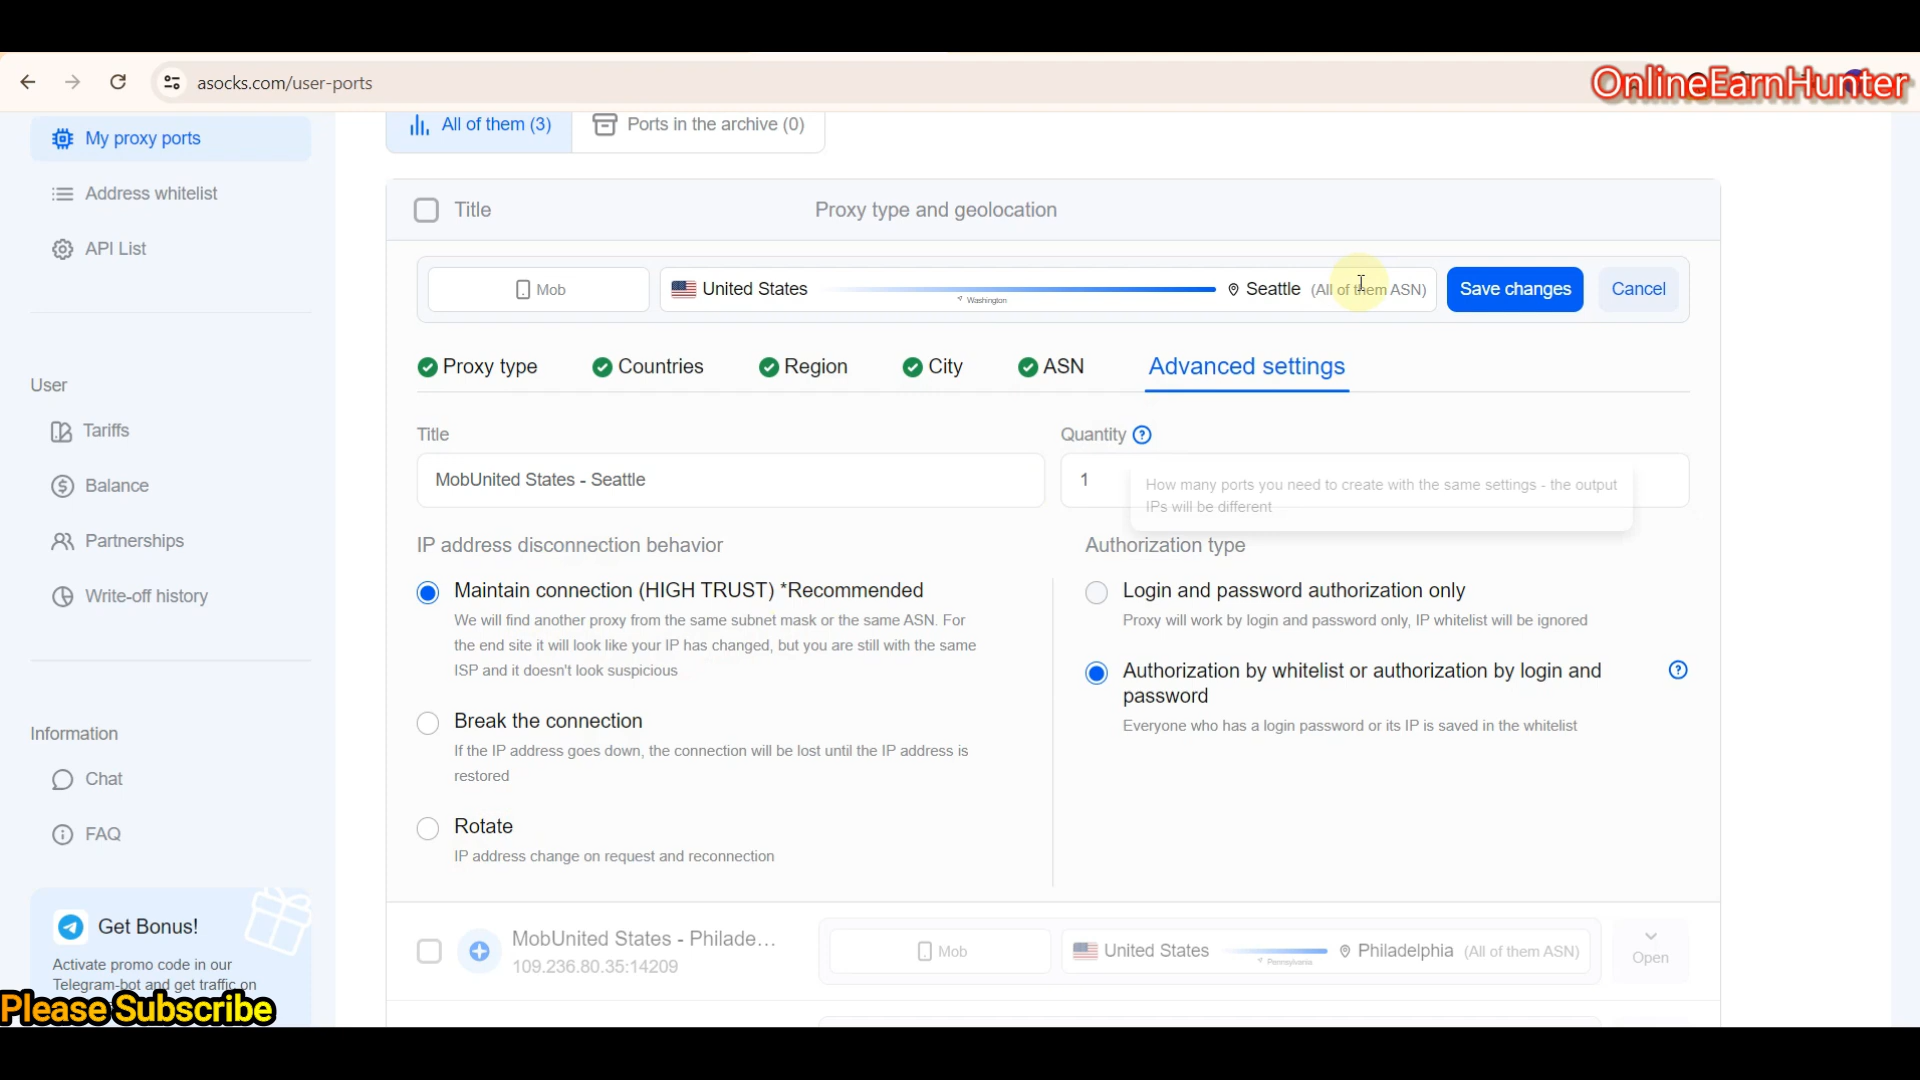 asocks.com/user-ports
OnlineEarnHunter
My proxy ports
All of them (3)
Ports in the archive (0)
Address whitelist
API List
Title
Proxy type and geolocation
Mob
United States
Washington
Seattle (All of them ASN)
Save changes
Cancel
Proxy type
Countries
Region
City
ASN
Advanced settings
User
Tariffs
Balance
Partnerships
Write-off history
Title
MobUnited States - Seattle
Quantity
1
How many ports you need to create with the same settings - the output
IPs will be different
IP address disconnection behavior
Maintain connection (HIGH TRUST) *Recommended
We will find another proxy from the same subnet mask or the same ASN. For
the end site it will look like your IP has changed, but you are still with the same
ISP and it doesn't look suspicious
Break the connection
If the IP address goes down, the connection will be lost until the IP address is
restored
Rotate
IP address change on request and reconnection
Authorization type
Login and password authorization only
Proxy will work by login and password only, IP whitelist will be ignored
Authorization by whitelist or authorization by login and
password
Everyone who has a login password or its IP is saved in the whitelist
Information
Chat
FAQ
Get Bonus!
Activate promo code in our
Telegram-bot and get traffic on
Please Subscribe
MobUnited States - Philade...
109.236.80.35:14209
Mob
United States
Pennsylvania
Philadelphia (All of them ASN)
Open